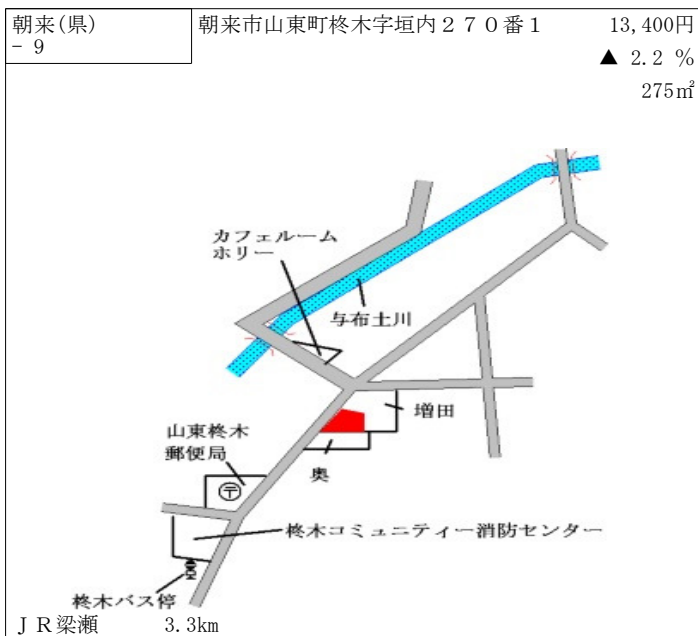 朝来(県)
- 9
朝来市山東町柊木字垣内２７０番1
13,400円
▲ 2.2 %
275㎡
カフェルーム
ホリー
与布土川
増田
山東柊木
郵便局
奥
〒
柊木コミュニティー消防センター
柊木バス停
ＪＲ梁瀬
3.3km